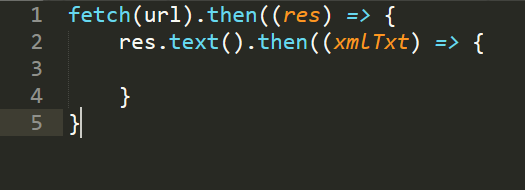 1 fetch(url).then((res) => {
2     res.text().then((xmlTxt) => {
3
4     }
5 }